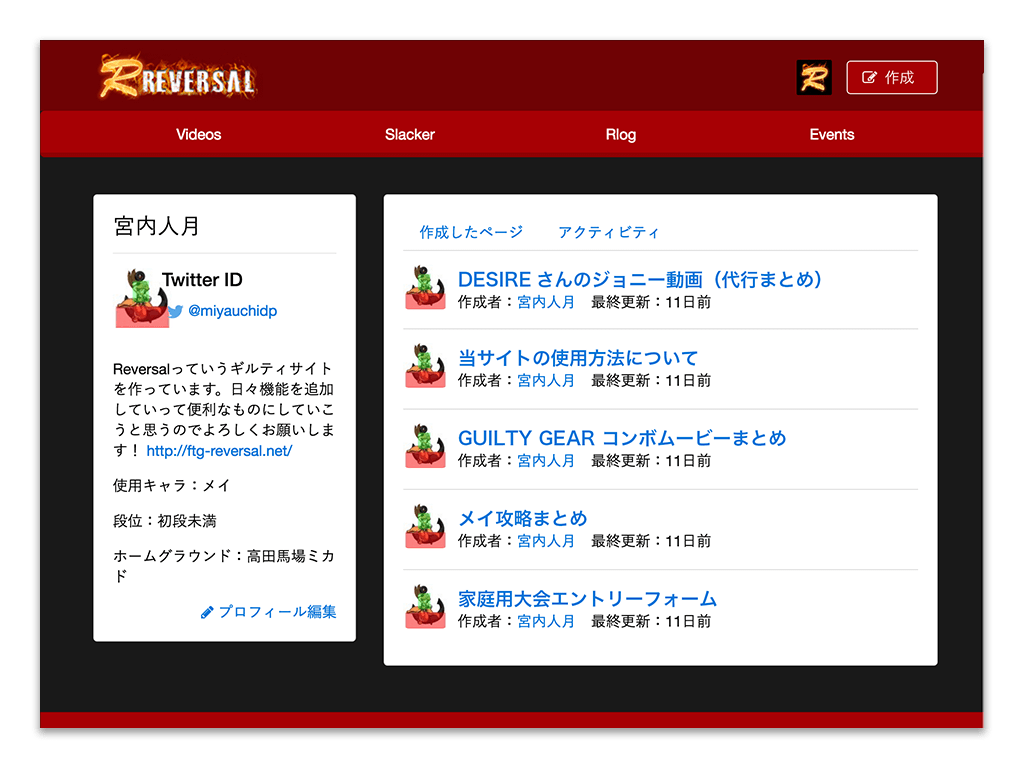 REVERSAL
作成
Videos
Slacker
Rlog
Events
宮内人月
Twitter ID
@miyauchidp
Reversalっていうギルティサイト
を作っています。日々機能を追加
していって便利なものにしていこ
うと思うのでよろしくお願いしま
す！ http://ftg-reversal.net/
使用キャラ：メイ
段位：初段未満
ホームグラウンド：高田馬場ミカ
ド
プロフィール編集
作成したページ
アクティビティ
DESIRE さんのジョニー動画（代行まとめ）
作成者：宮内人月 最終更新：11日前
当サイトの使用方法について
作成者：宮内人月 最終更新：11日前
GUILTY GEAR コンボムービーまとめ
作成者：宮内人月 最終更新：11日前
メイ攻略まとめ
作成者：宮内人月 最終更新：11日前
家庭用大会エントリーフォーム
作成者：宮内人月 最終更新：11日前